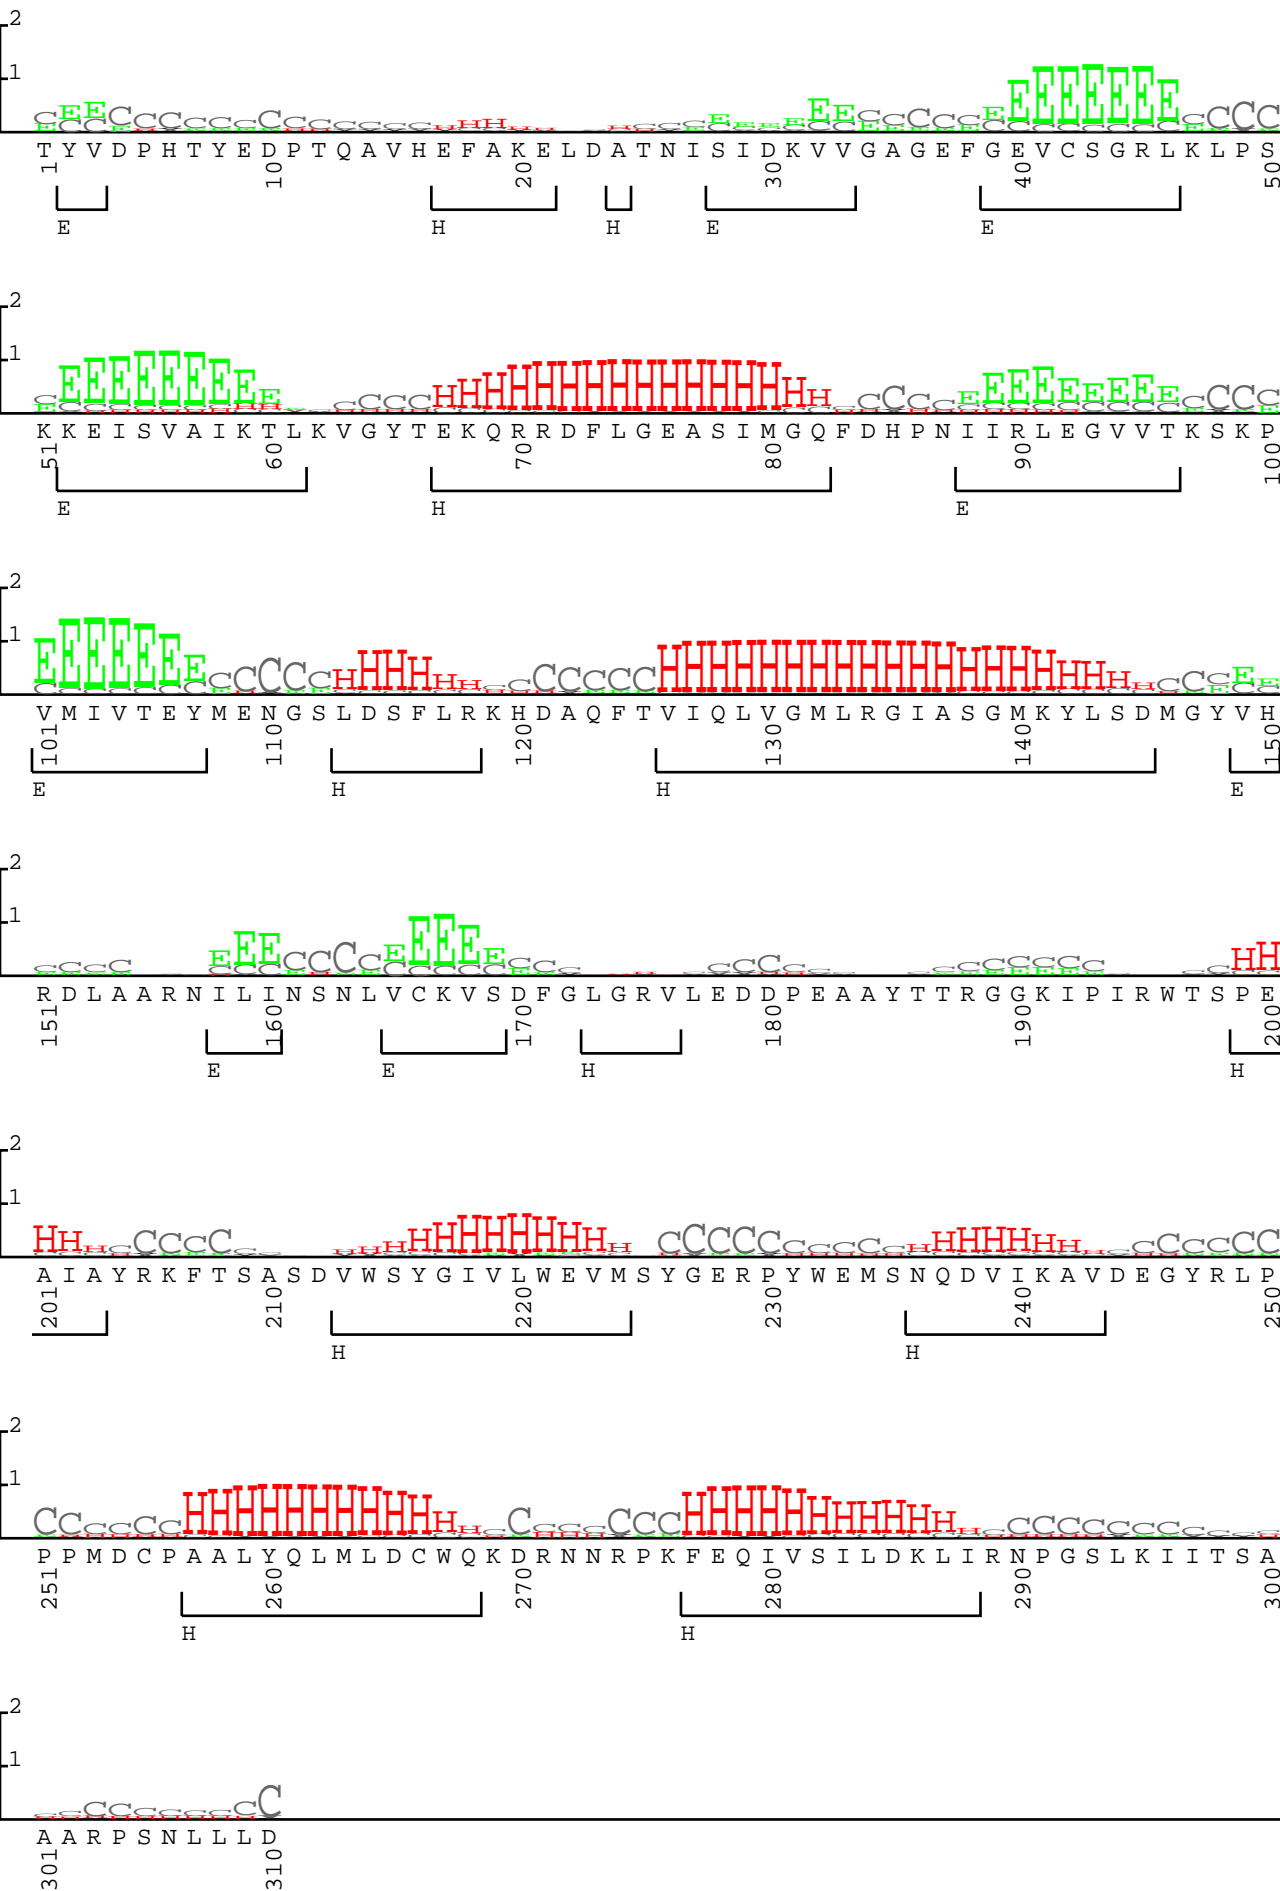 2
1
T Y V D P H T Y E D P T Q A V H E F A K E L D A T N I S I D K V V G A G E F G E V C S G R L K L P S
1 10 20 30 40 50
E H H E E
2
1
K K E I S V A I K T L K V G Y T E K Q R R D F L G E A S I M G Q F D H P N I I R L E G V V T K S K P
51 60 70 80 90 100
E H E
2
1
V M I V T E Y M E N G S L D S F L R K H D A Q F T V I Q L V G M L R G I A S G M K Y L S D M G Y V H
101 110 120 130 140 150
E H H E
2
1
R D L A A R N I L I N S N L V C K V S D F G L G R V L E D D P E A A Y T T R G G K I P I R W T S P E
151 160 170 180 190 200
E E H H
2
1
A I A Y R K F T S A S D V W S Y G I V L W E V M S Y G E R P Y W E M S N Q D V I K A V D E G Y R L P
201 210 220 230 240 250
H H
2
1
P P M D C P A A L Y Q L M L D C W Q K D R N N R P K F E Q I V S I L D K L I R N P G S L K I I T S A
251 260 270 280 290 300
H H
2
1
A A R P S N L L L D
301 310